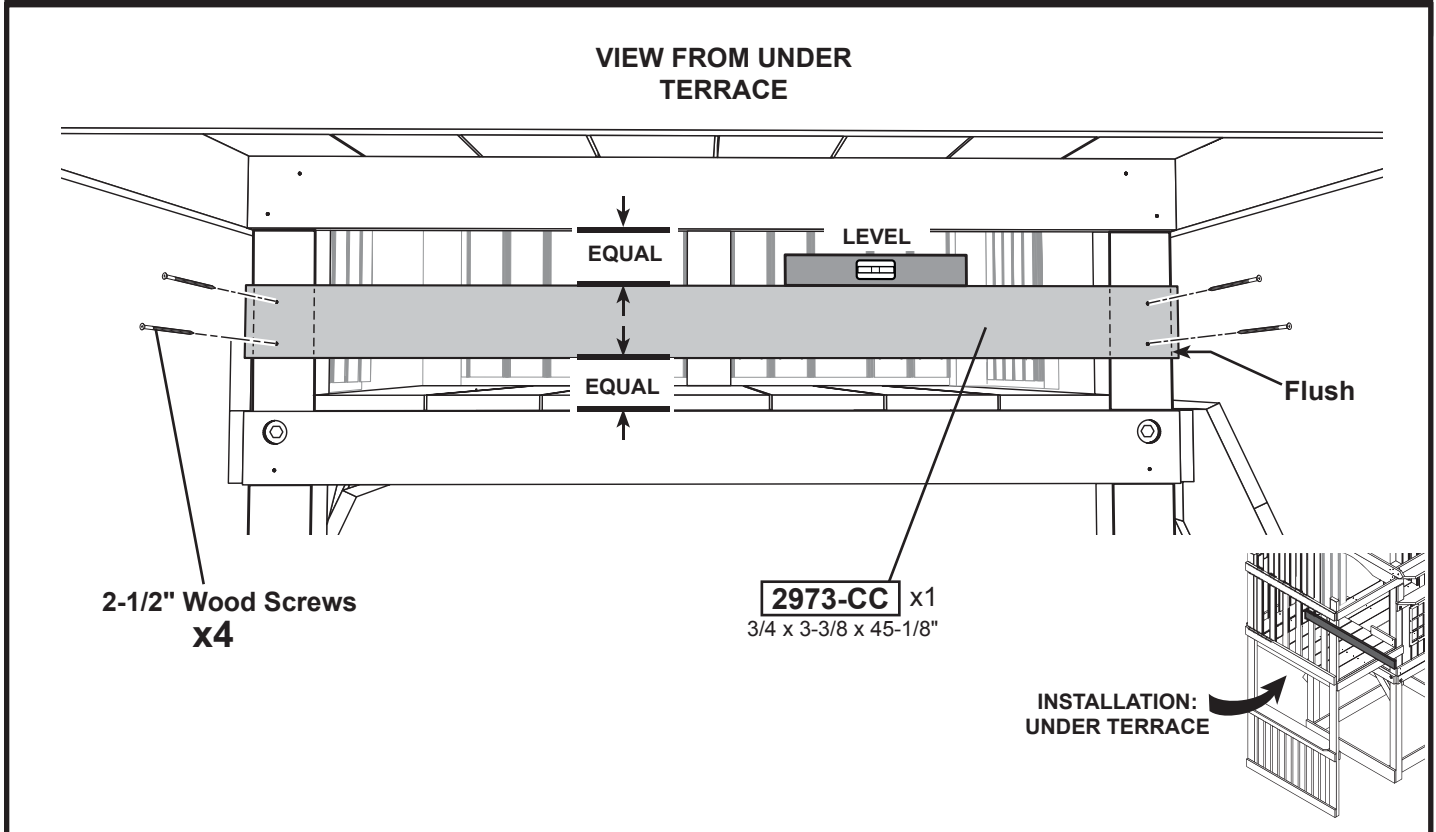 VIEW FROM UNDER
TERRACE
EQUAL
LEVEL
EQUAL
Flush
2-1/2" Wood Screws
x4
2973-CC x1
3/4 x 3-3/8 x 45-1/8"
INSTALLATION:
UNDER TERRACE